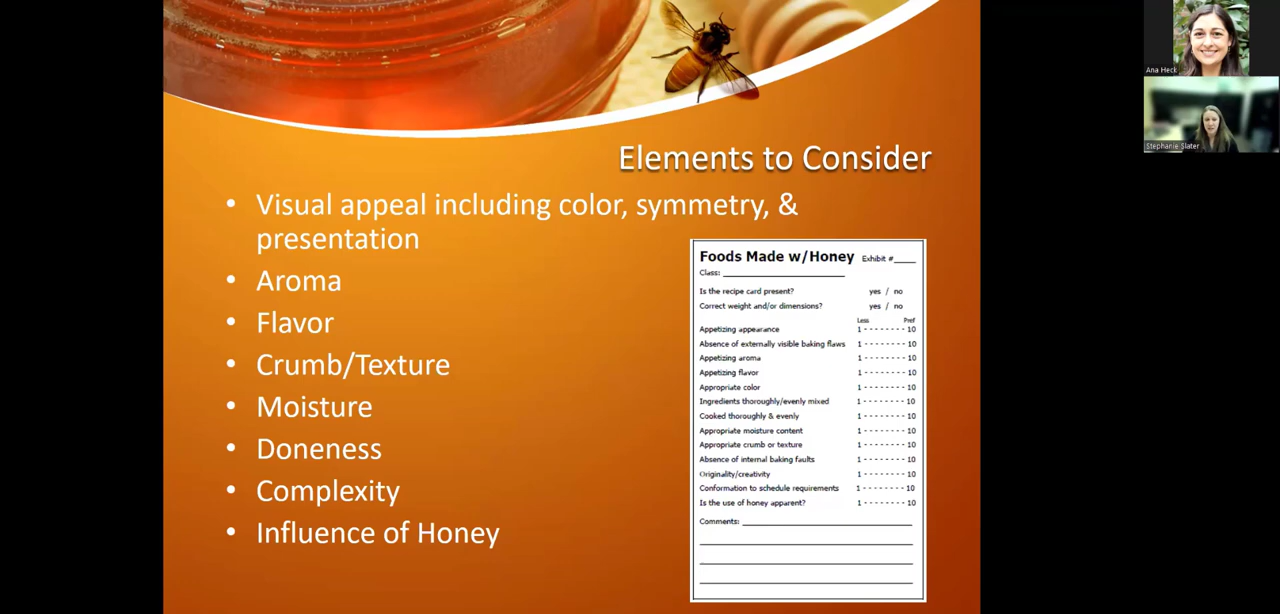 Elements to Consider
• Visual appeal including color, symmetry, &
presentation
• Aroma
• Flavor
• Crumb/Texture
• Moisture
• Doneness
• Complexity
• Influence of Honey
Foods Made w/Honey Exhibit #____
Class: ____________________
Is the recipe card present? yes / no
Correct weight and/or dimensions? yes / no
Less Pref
Appetizing appearance 1 - - - - - - - - 10
Absence of externally visible baking flaws 1 - - - - - - - - 10
Appetizing aroma 1 - - - - - - - - 10
Appetizing flavor 1 - - - - - - - - 10
Appropriate color 1 - - - - - - - - 10
Ingredients thoroughly/evenly mixed 1 - - - - - - - - 10
Cooked thoroughly & evenly 1 - - - - - - - - 10
Appropriate moisture content 1 - - - - - - - - 10
Appropriate crumb or texture 1 - - - - - - - - 10
Absence of internal baking faults 1 - - - - - - - - 10
Originality/creativity 1 - - - - - - - - 10
Conformation to schedule requirements 1 - - - - - - - - 10
Is the use of honey apparent? 1 - - - - - - - - 10
Comments: ____________________
Ana Heck
Stephanie Slater